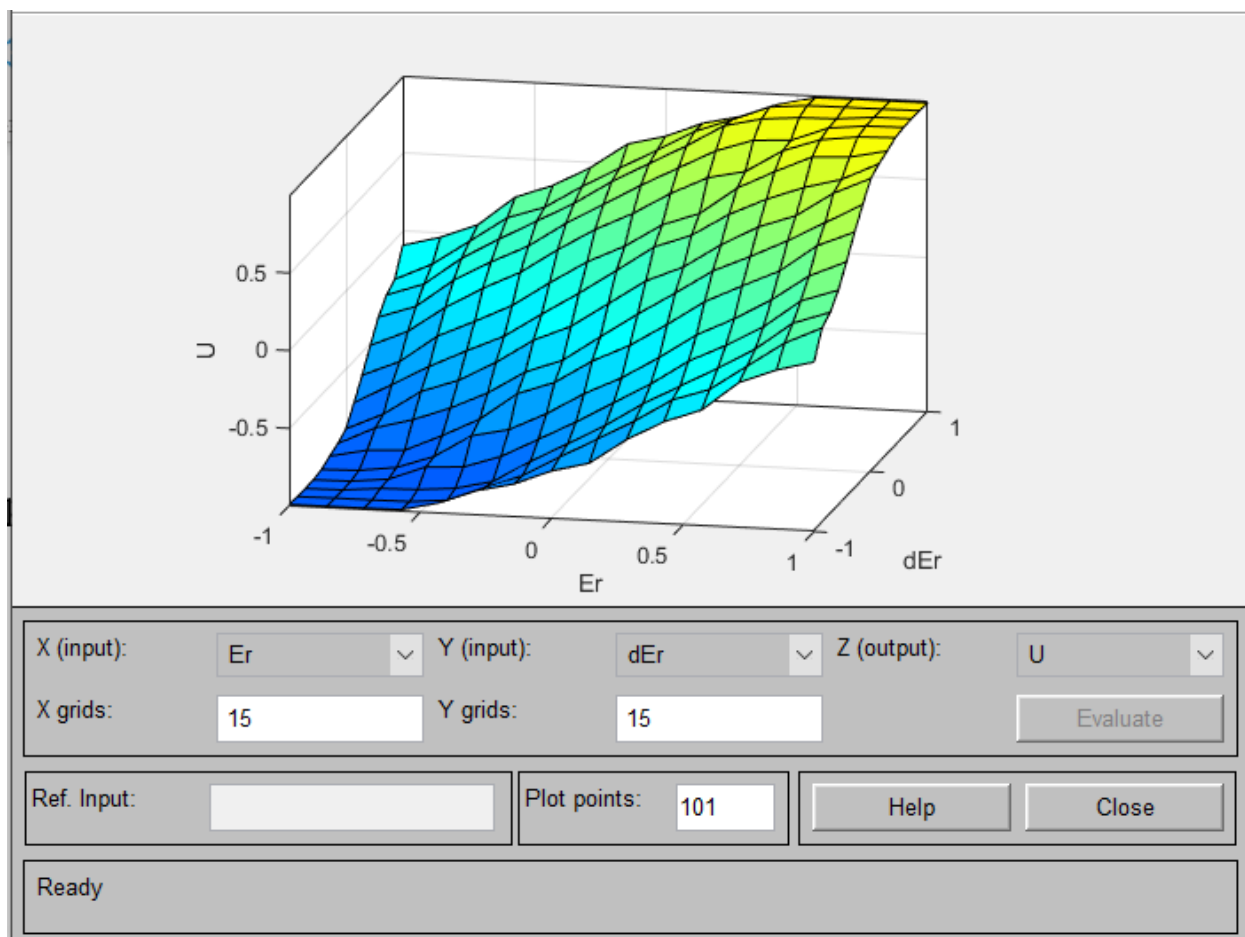 0.5
0
-0.5
U
-1
-0.5
0
0.5
1
Er
-1
0
1
dEr
X (input):
Er
Y (input):
dEr
Z (output):
U
X grids:
15
Y grids:
15
Evaluate
Ref. Input:
Plot points:
101
Help
Close
Ready